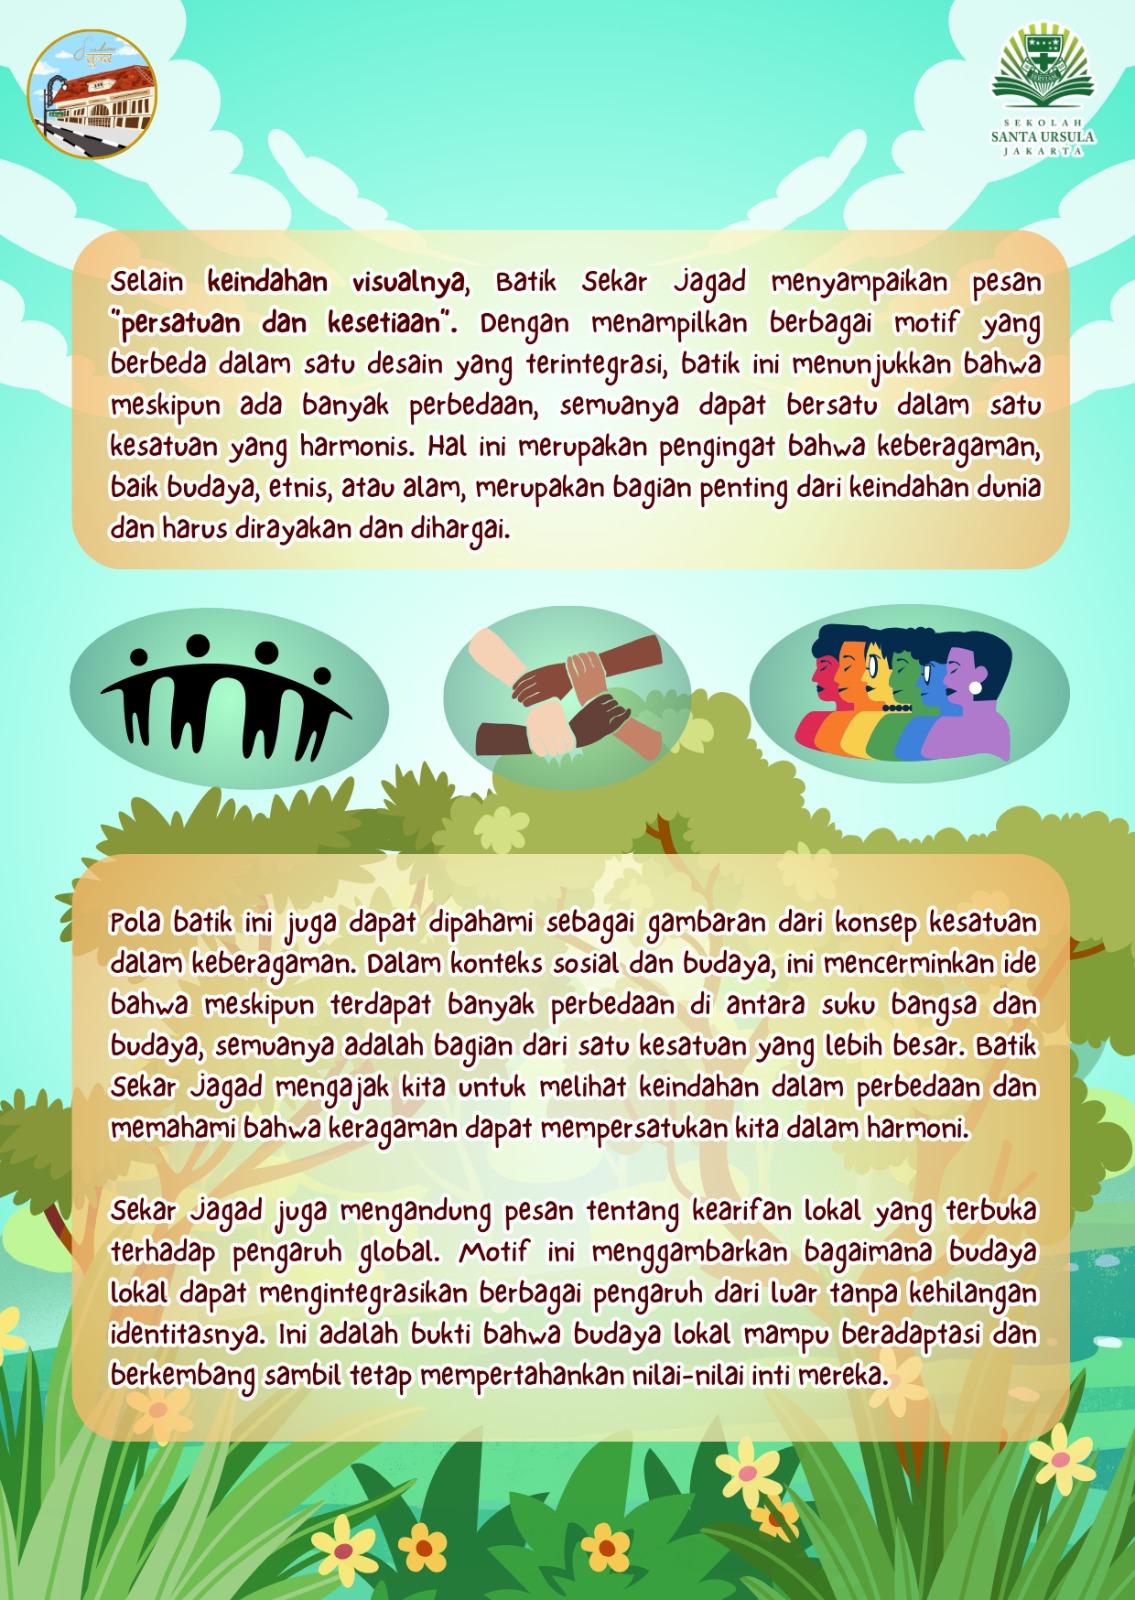 SEKOLAH
SANTA URSULA
JAKARTA
Selain keindahan visualnya, Batik Sekar Jagad menyampaikan pesan
"persatuan dan kesetiaan". Dengan menampilkan berbagai motif yang
berbeda dalam satu desain yang terintegrasi, batik ini menunjukkan bahwa
meskipun ada banyak perbedaan, semuanya dapat bersatu dalam satu
kesatuan yang harmonis. Hal ini merupakan pengingat bahwa keberagaman,
baik budaya, etnis, atau alam, merupakan bagian penting dari keindahan dunia
dan harus dirayakan dan dihargai.
Pola batik ini juga dapat dipahami sebagai gambaran dari konsep kesatuan
dalam keberagaman. Dalam konteks sosial dan budaya, ini mencerminkan ide
bahwa meskipun terdapat banyak perbedaan di antara suku bangsa dan
budaya, semuanya adalah bagian dari satu kesatuan yang lebih besar. Batik
Sekar Jagad mengajak kita untuk melihat keindahan dalam perbedaan dan
memahami bahwa keragaman dapat mempersatukan kita dalam harmoni.
Sekar Jagad juga mengandung pesan tentang kearifan lokal yang terbuka
terhadap pengaruh global. Motif ini menggambarkan bagaimana budaya
lokal dapat mengintegrasikan berbagai pengaruh dari luar tanpa kehilangan
identitasnya. Ini adalah bukti bahwa budaya lokal mampu beradaptasi dan
berkembang sambil tetap mempertahankan nilai-nilai inti mereka.